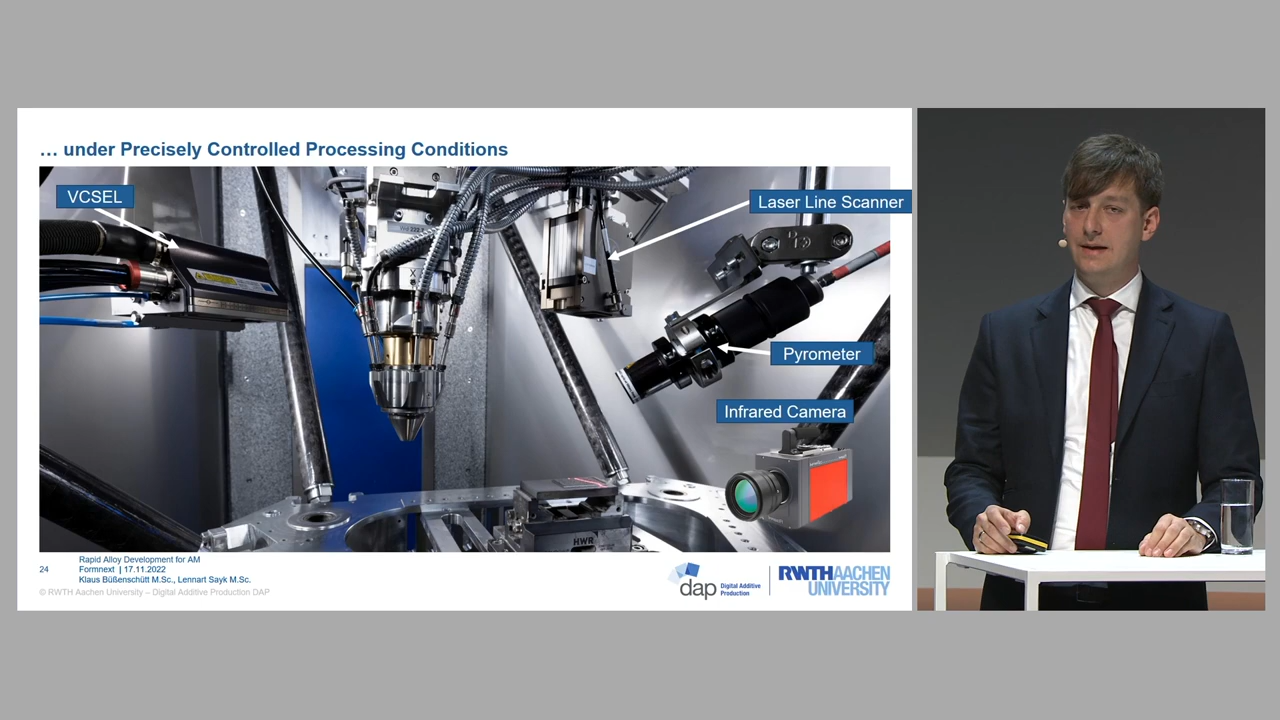 … under Precisely Controlled Processing Conditions
VCSEL
Laser Line Scanner
Pyrometer
Infrared Camera
HWR
24
Rapid Alloy Development for AM
Formnext | 17.11.2022
Klaus Büßenschütt M.Sc., Lennart Sayk M.Sc.
© RWTH Aachen University – Digital Additive Production DAP
dap
Digital Additive
Production
RWTHAACHEN
UNIVERSITY